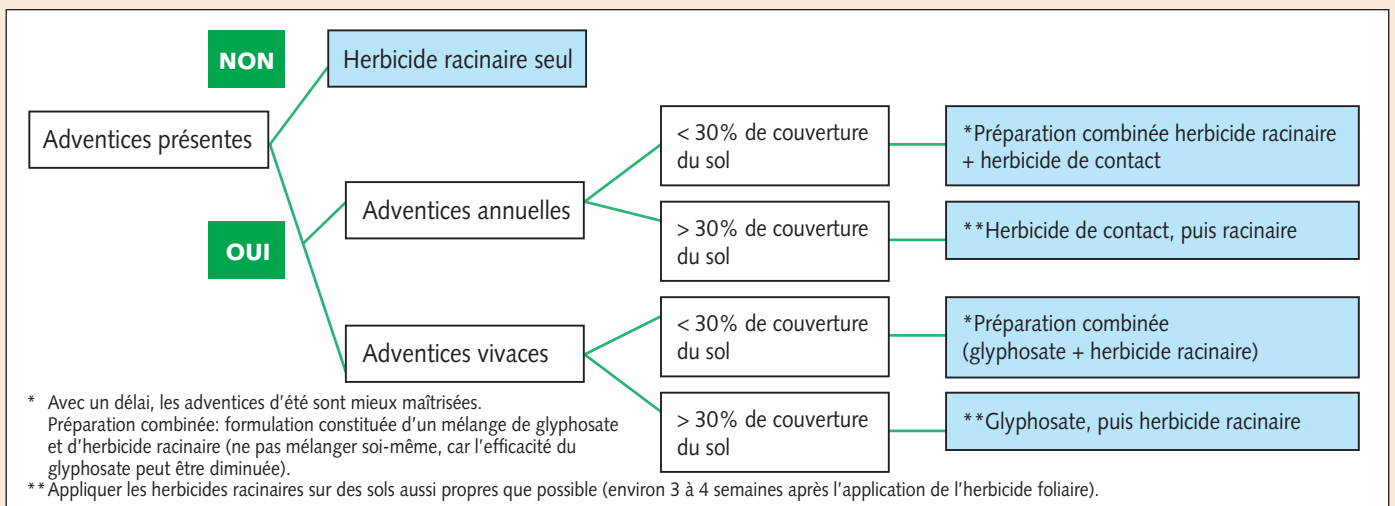 NON
Herbicide racinaire seul
Adventices présentes
OUI
Adventices annuelles
< 30% de couverture
du sol
*Préparation combinée herbicide racinaire
+ herbicide de contact
> 30% de couverture
du sol
**Herbicide de contact, puis racinaire
Adventices vivaces
< 30% de couverture
du sol
*Préparation combinée
(glyphosate + herbicide racinaire)
> 30% de couverture
du sol
**Glyphosate, puis herbicide racinaire
* Avec un délai, les adventices d'été sont mieux maîtrisées.
Préparation combinée: formulation constituée d'un mélange de glyphosate
et d'herbicide racinaire (ne pas mélanger soi-même, car l'efficacité du
glyphosate peut être diminuée).
** Appliquer les herbicides racinaires sur des sols aussi propres que possible (environ 3 à 4 semaines après l'application de l'herbicide foliaire).